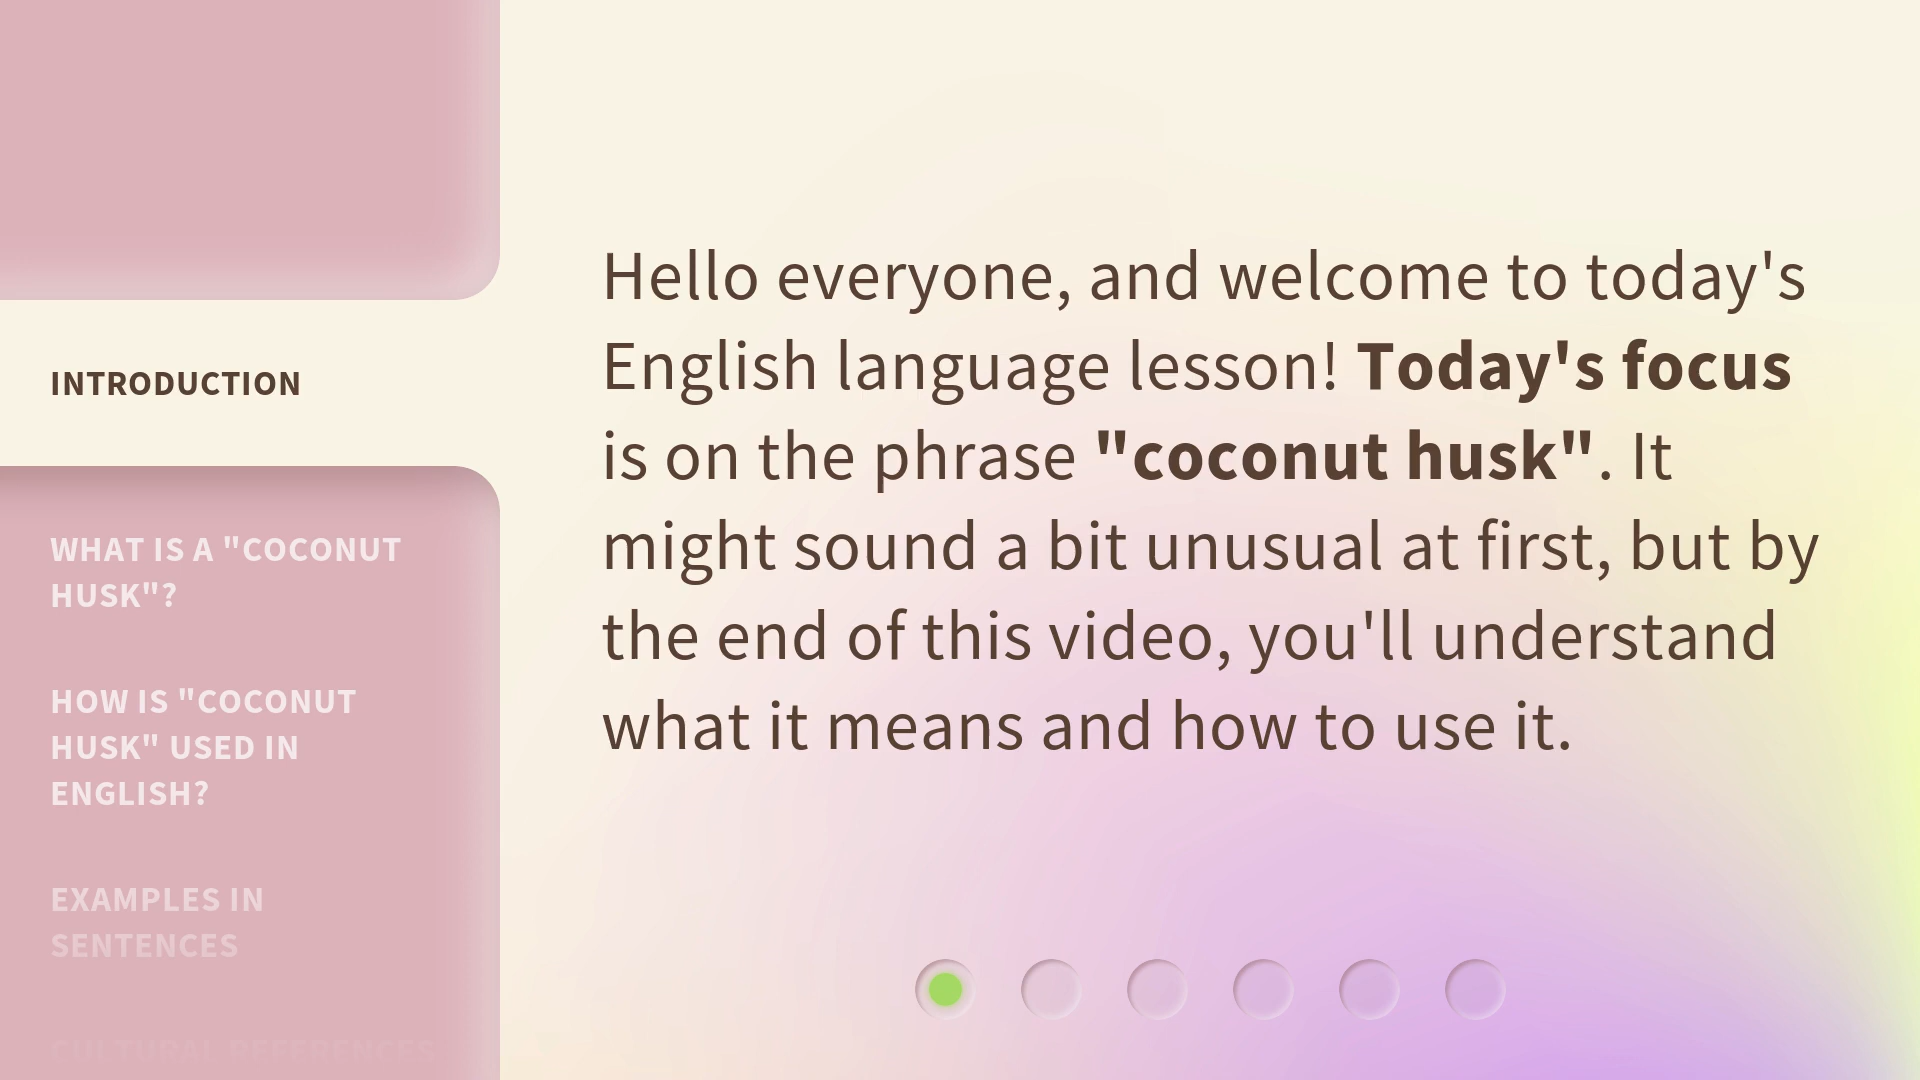 INTRODUCTION
WHAT IS A "COCONUT
HUSK"?
HOW IS "COCONUT
HUSK" USED IN
ENGLISH?
EXAMPLES IN
SENTENCES
CULTURAL REFERENCES
Hello everyone, and welcome to today's
English language lesson! Today's focus
is on the phrase "coconut husk". It
might sound a bit unusual at first, but by
the end of this video, you'll understand
what it means and how to use it.